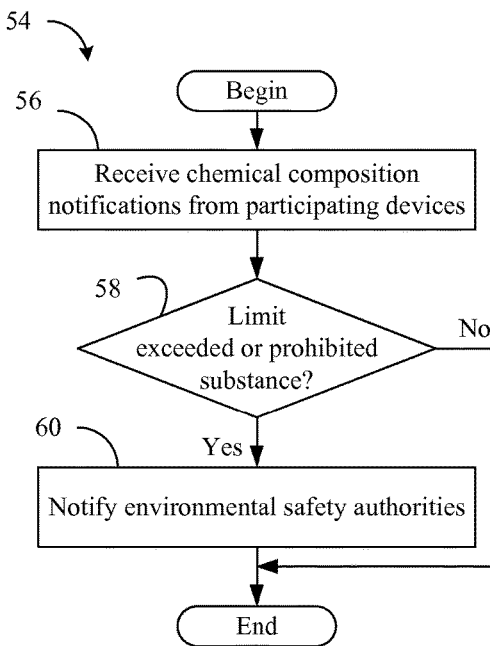 54
Begin
56
Receive chemical composition
notifications from participating devices
58
Limit
exceeded or prohibited
substance?
No
Yes
60
Notify environmental safety authorities
End